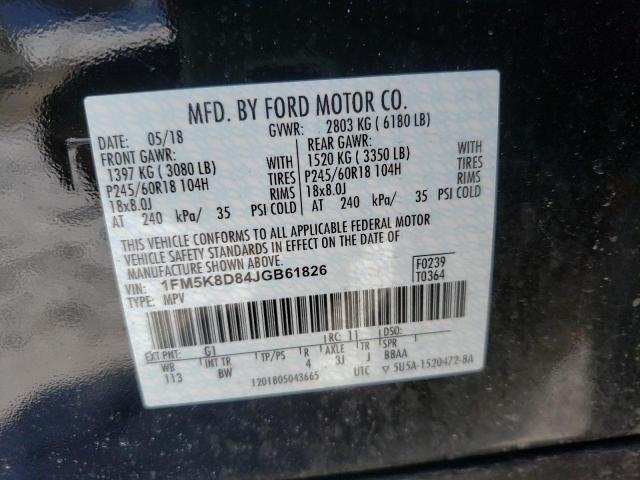 MFD. BY FORD MOTOR CO.
DATE: 05/18 GVWR: 2803 KG ( 6180 LB)
FRONT GAWR: REAR GAWR:
1397 KG ( 3080 LB) WITH 1520 KG ( 3350 LB) WITH
P245/60R18 104H TIRES P245/60R18 104H TIRES
18x8.0J RIMS 18x8.0J RIMS
AT 240 kPa/ 35 PSI COLD AT 240 kPa/ 35 PSI COLD
THIS VEHICLE CONFORMS TO ALL APPLICABLE FEDERAL MOTOR
VEHICLE SAFETY STANDARDS IN EFFECT ON THE DATE OF
MANUFACTURE SHOWN ABOVE.
VIN: 1FM5K8D84JGB61826 F0239
TYPE: MPV T0364
EXT PNT: G1 RC: 11 DSO:
WB INT TR TP/PS R AXLE TR SPR
113 BW 4 3J J BBAA
1201805043665 UTC ▽ 5U5A-1520472-BA